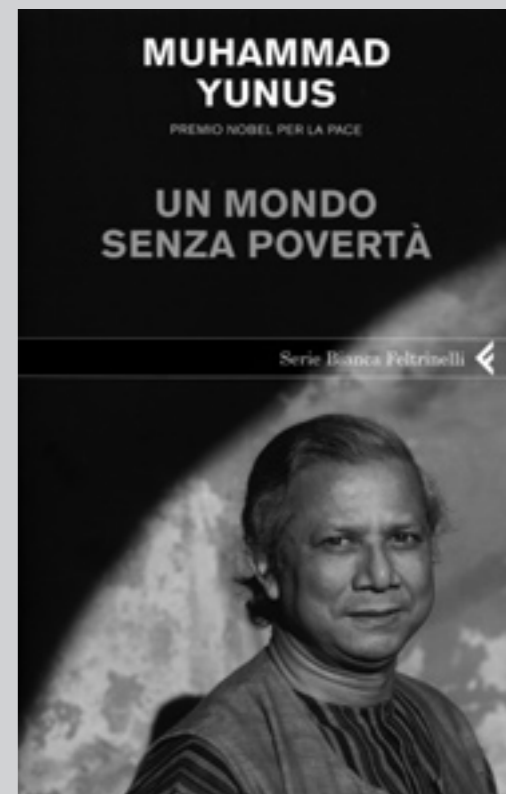 MUHAMMAD
YUNUS
PREMIO NOBEL PER LA PACE
UN MONDO
SENZA POVERTÀ
Serie Bianca Feltrinelli